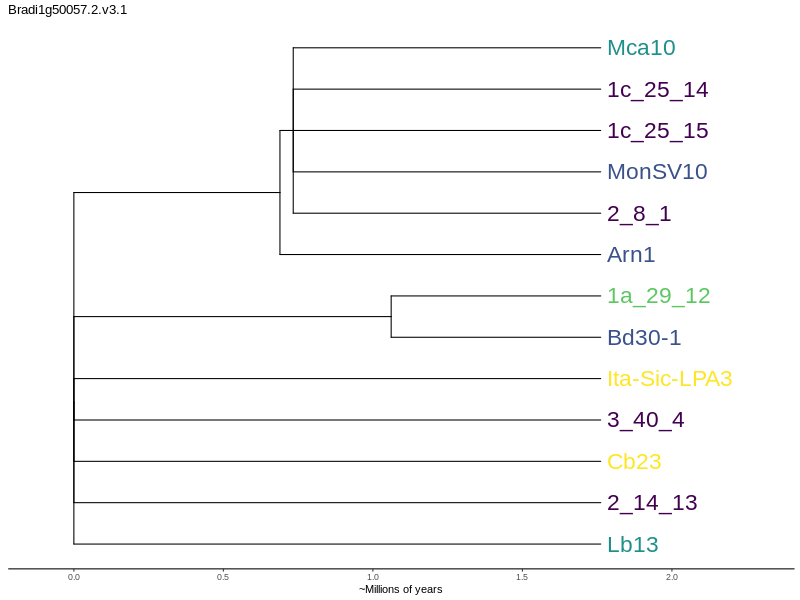 Bradi1g50057.2.v3.1
Mca10
1c_25_14
1c_25_15
MonSV10
2_8_1
Arn1
1a_29_12
Bd30-1
Ita-Sic-LPA3
3_40_4
Cb23
2_14_13
Lb13
0.0 0.5 1.0 1.5 2.0
~Millions of years